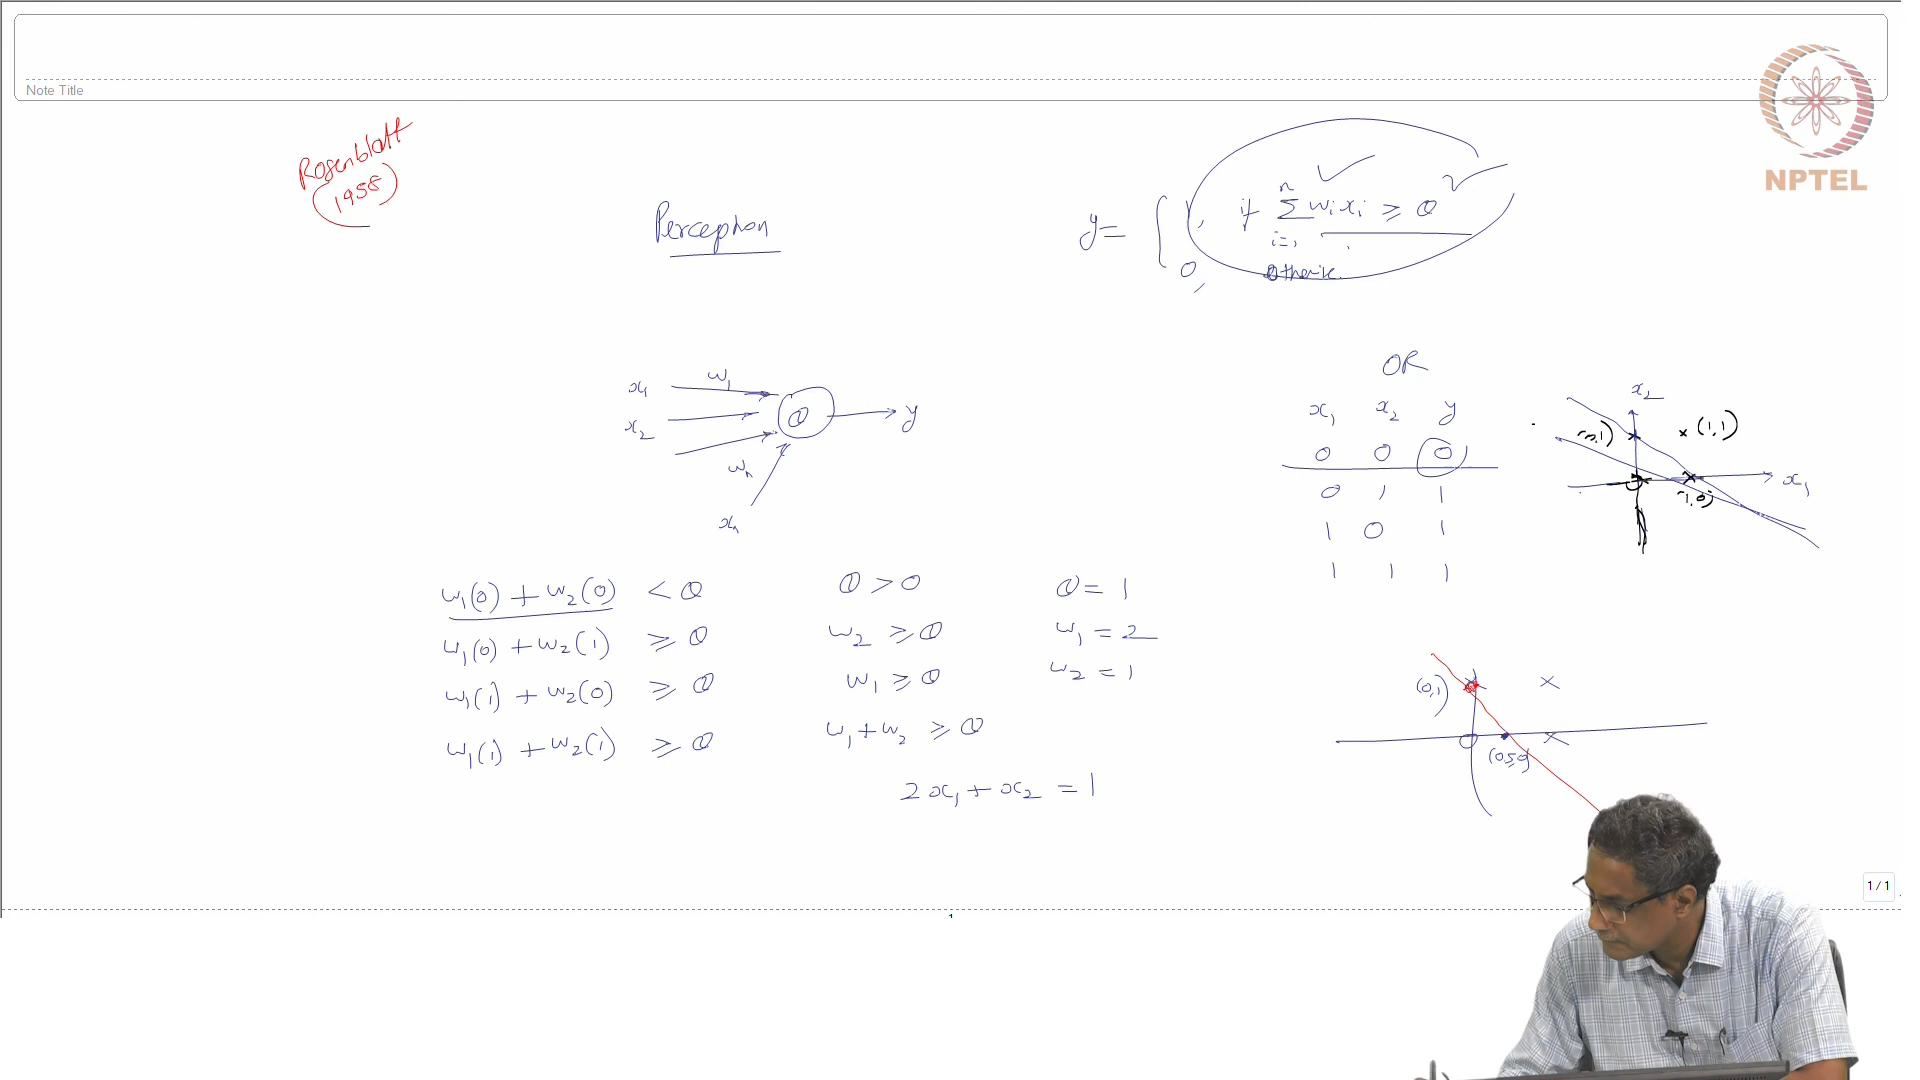 Note Title
NPTEL
Rosenblatt
(1958)
Perceptron
y = { 1, if Σ wixi ≥ θ
n
i=1
0, otherwise.
x1 w1
x2
wn
xn
θ
y
OR
x1 x2 y
0 0 0
0 1 1
1 0 1
1 1 1
x2
(0,1)
(1,1)
x1
(1,0)
w1(0) + w2(0) < θ
w1(0) + w2(1) ≥ θ
w1(1) + w2(0) ≥ θ
w1(1) + w2(1) ≥ θ
θ > 0
w2 ≥ θ
w1 ≥ θ
w1 + w2 ≥ θ
θ = 1
w1 = 2
w2 = 1
2x1 + x2 = 1
(0,1)
(0.5,0)
1 / 1
1